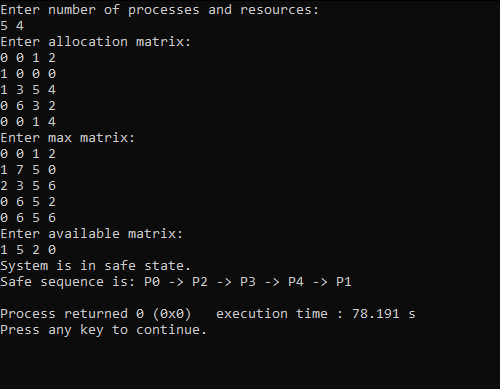 Enter number of processes and resources:
5 4
Enter allocation matrix:
0 0 1 2
1 0 0 0
1 3 5 4
0 6 3 2
0 0 1 4
Enter max matrix:
0 0 1 2
1 7 5 0
2 3 5 6
0 6 5 2
0 6 5 6
Enter available matrix:
1 5 2 0
System is in safe state.
Safe sequence is: P0 -> P2 -> P3 -> P4 -> P1
Process returned 0 (0x0)   execution time : 78.191 s
Press any key to continue.